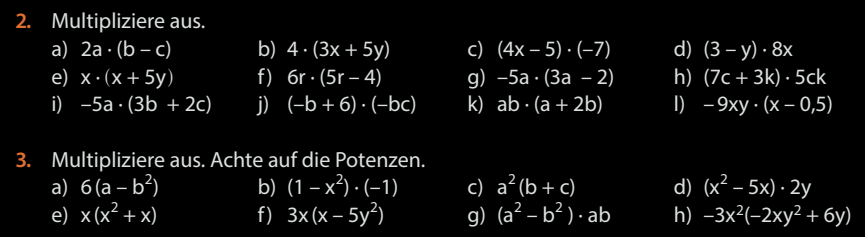 2. Multipliziere aus.
a) 2a · (b – c) b) 4 · (3x + 5y) c) (4x – 5) · (–7) d) (3 – y) · 8x
e) x · (x + 5y) f) 6r · (5r – 4) g) –5a · (3a – 2) h) (7c + 3k) · 5ck
i) –5a · (3b + 2c) j) (–b + 6) · (–bc) k) ab · (a + 2b) l) –9xy · (x – 0,5)
3. Multipliziere aus. Achte auf die Potenzen.
a) 6(a – b²) b) (1 – x²) · (–1) c) a²(b + c) d) (x² – 5x) · 2y
e) x(x² + x) f) 3x(x – 5y²) g) (a² – b²) · ab h) –3x²(–2xy² + 6y)